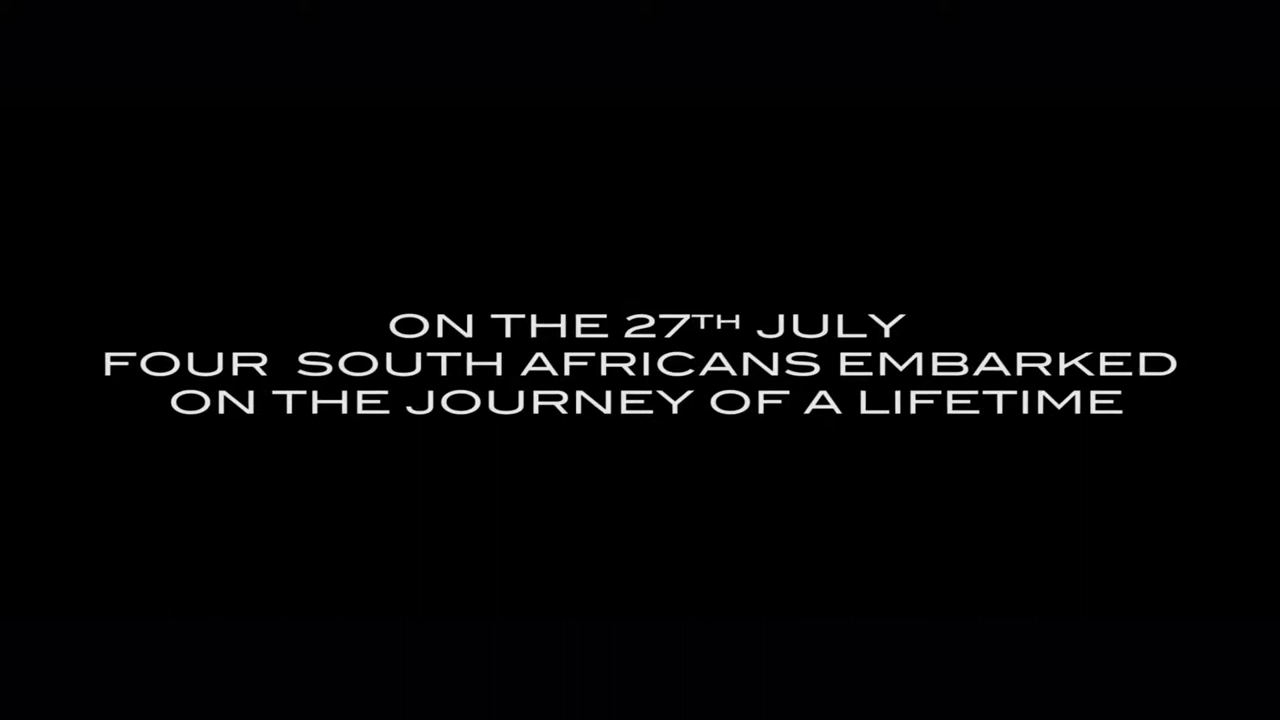 ON THE 27TH JULY
FOUR SOUTH AFRICANS EMBARKED
ON THE JOURNEY OF A LIFETIME